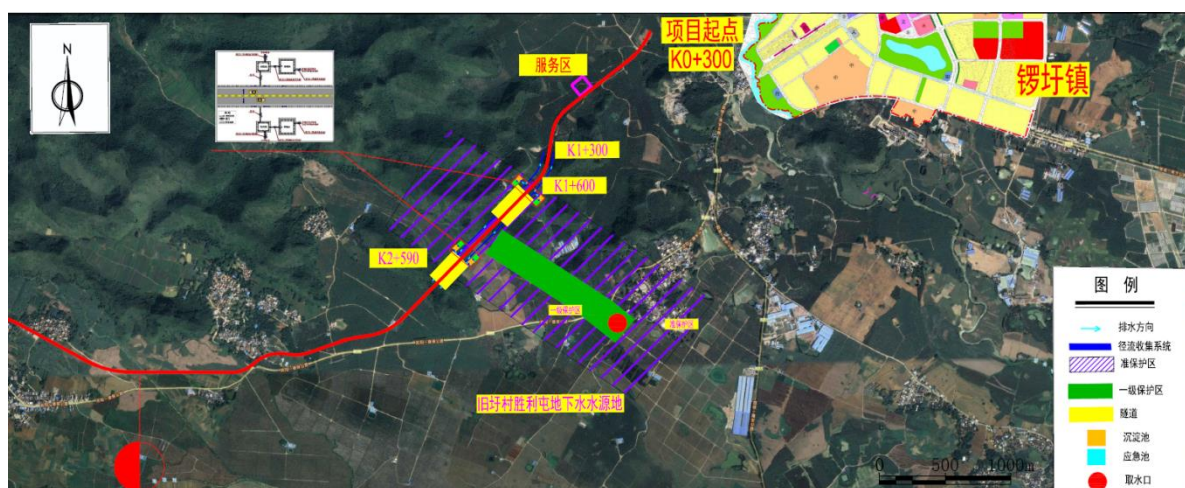 N
项目起点
K0+300
锣圩镇
服务区
K1+300
K1+600
K2+590
一级保护区
准保护区
旧圩村胜利屯地下水水源地
图 例
排水方向
径流收集系统
准保护区
一级保护区
隧道
沉淀池
应急池
取水口
0 500 1000m